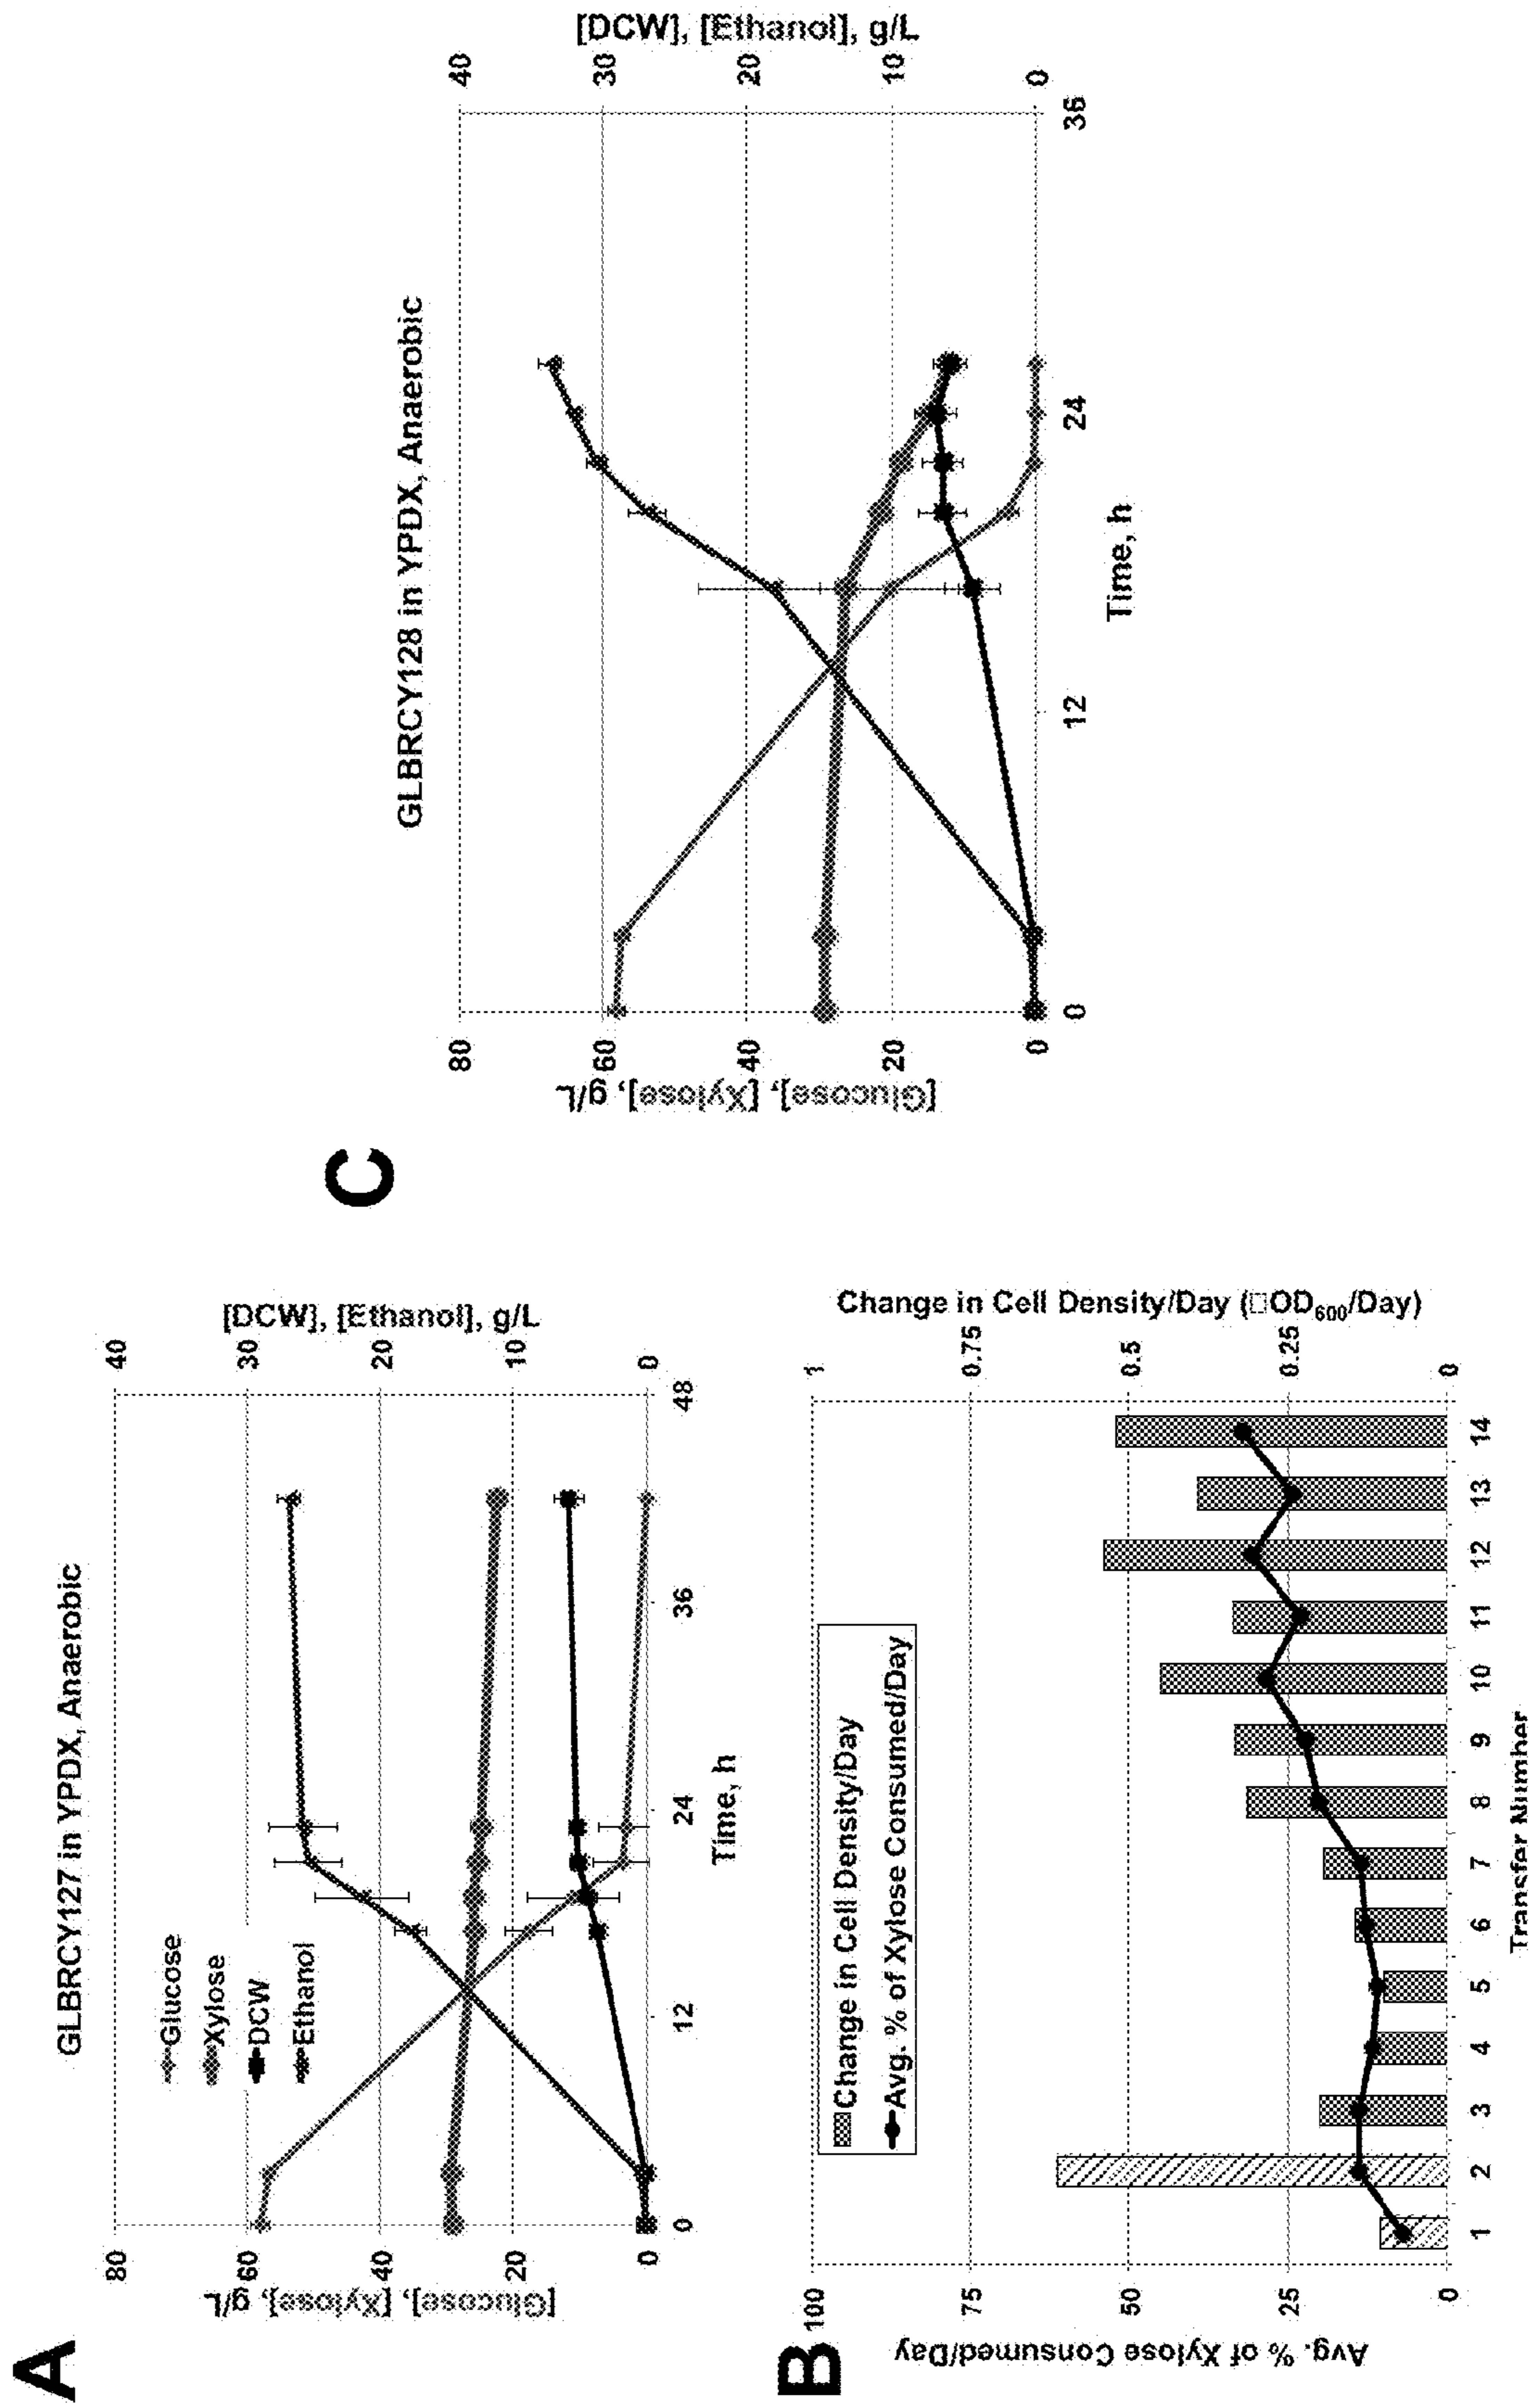 A
GLBRCY127 in YPDX, Anaerobic
[Glucose], [Xylose], g/L
80
60
40
20
0
Glucose
Xylose
DCW
Ethanol
[DCW], [Ethanol], g/L
40
30
20
10
0
0
12
24
36
48
Time, h
B
Avg. % of Xylose Consumed/Day
100
75
50
25
0
Change in Cell Density/Day
Avg. % of Xylose Consumed/Day
Change in Cell Density/Day (□OD600/Day)
1
0.75
0.5
0.25
0
1 2 3 4 5 6 7 8 9 10 11 12 13 14
Transfer Number
C
GLBRCY128 in YPDX, Anaerobic
[Glucose], [Xylose], g/L
80
60
40
20
0
[DCW], [Ethanol], g/L
40
30
20
10
0
0
12
24
36
Time, h